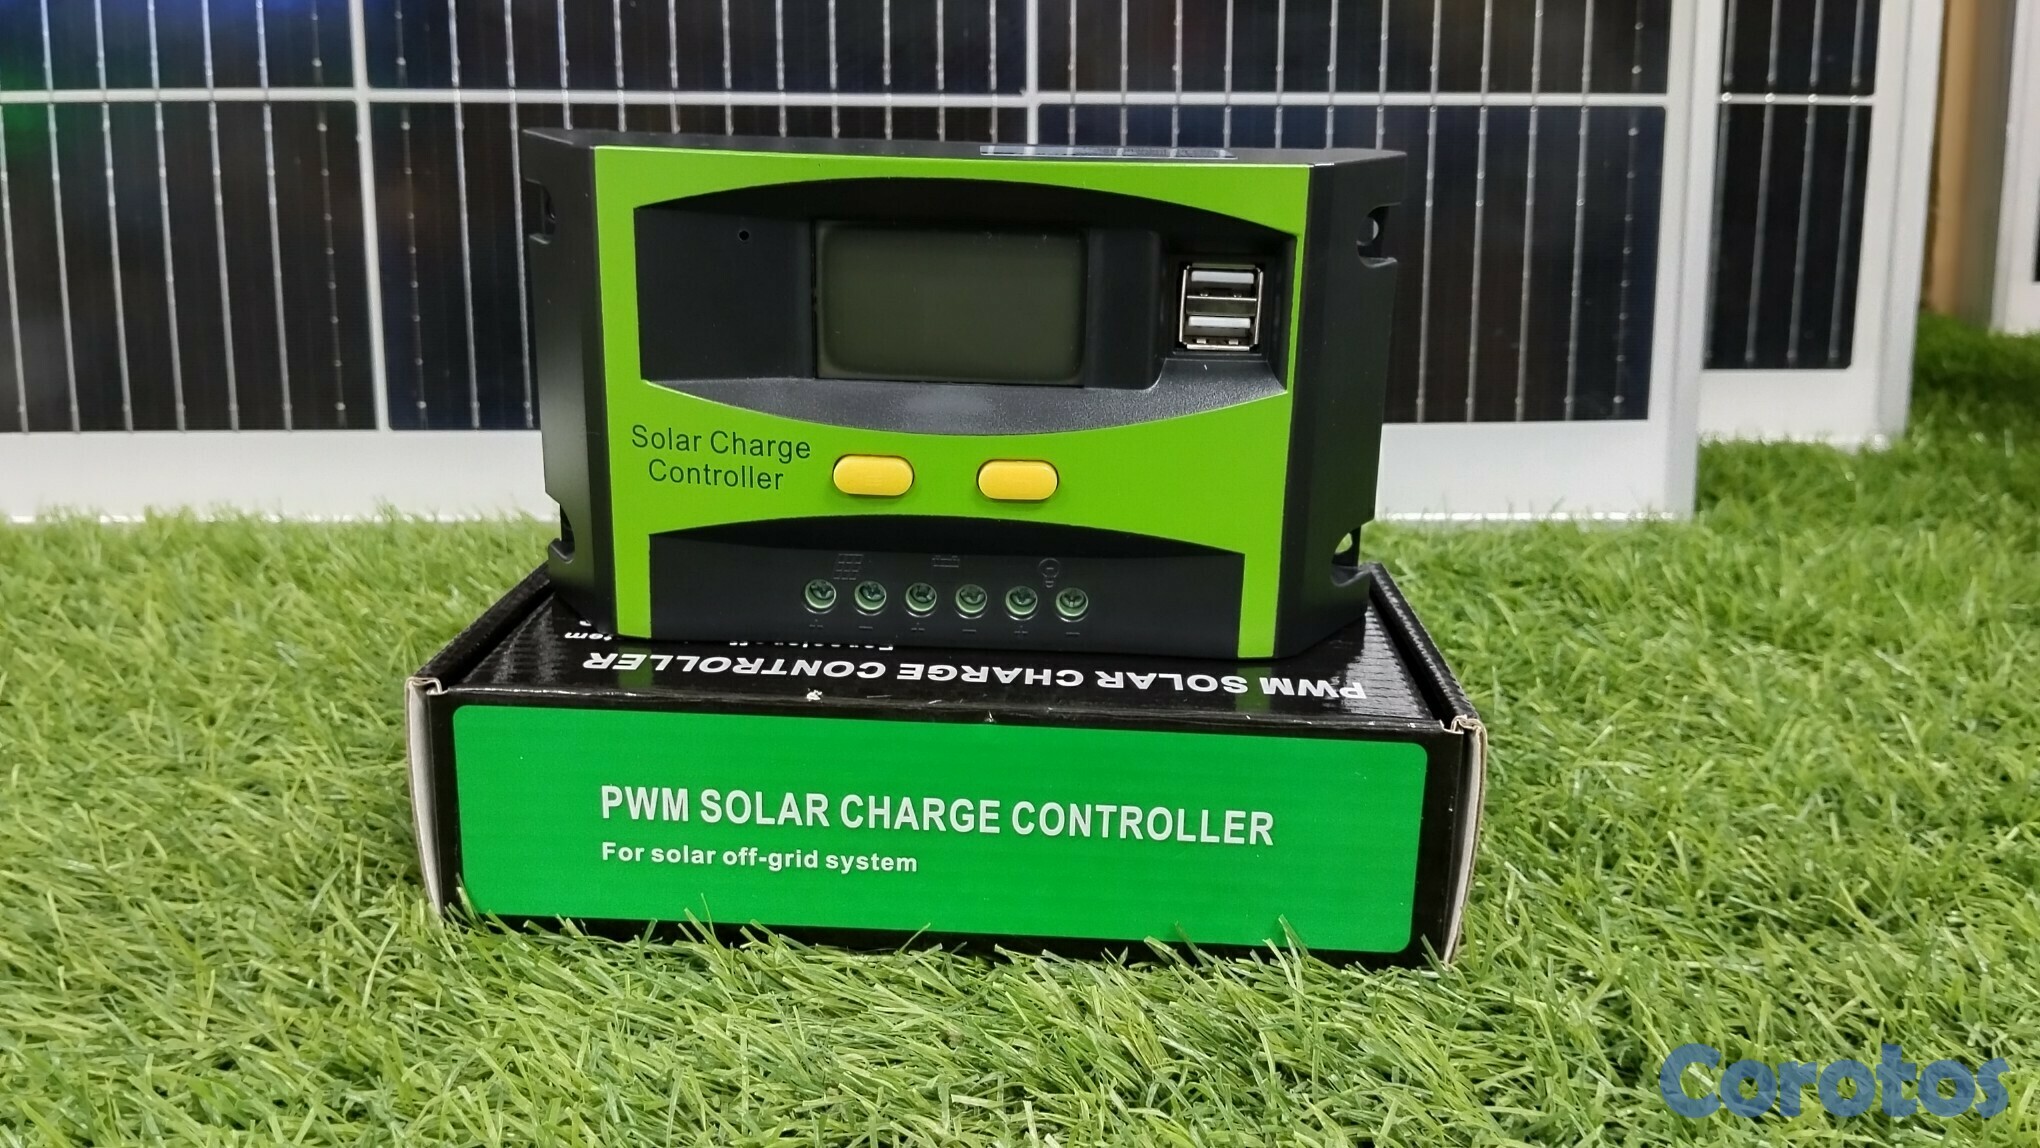 Solar Charge
Controller
+ - + - + -
PWM SOLAR CHARGE CONTROLLER
PWM SOLAR CHARGE CONTROLLER
For solar off-grid system
Corotos